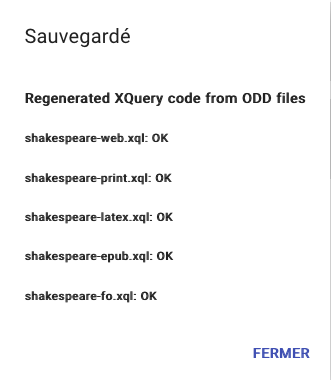 Sauvegardé
Regenerated XQuery code from ODD files
shakespeare-web.xql: OK
shakespeare-print.xql: OK
shakespeare-latex.xql: OK
shakespeare-epub.xql: OK
shakespeare-fo.xql: OK
FERMER